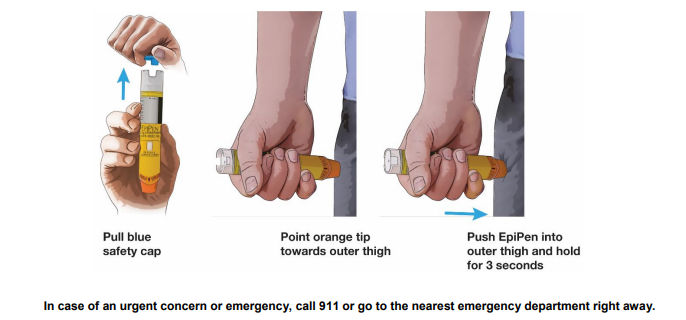 EPIPEN
Pull blue
safety cap
Point orange tip
towards outer thigh
Push EpiPen into
outer thigh and hold
for 3 seconds
In case of an urgent concern or emergency, call 911 or go to the nearest emergency department right away.